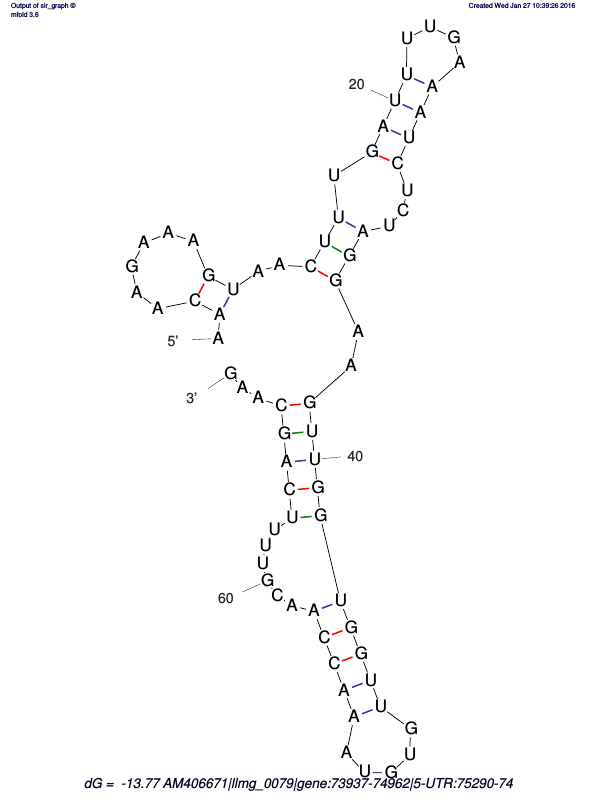 Output of sir_graph ©
mfold 3.6
Created Wed Jan 27 10:39:26 2016
5’
A A C A A G A A A G U A A C U U U G A U
20
U U U G A A A U C U C U A G G A A G U U
40
G G U G G U U G U G U A A A C C A A C G
60
U U U U C A G C A A G
3’
dG = -13.77 AM406671|llmg_0079|gene:73937-74962|5-UTR:75290-74